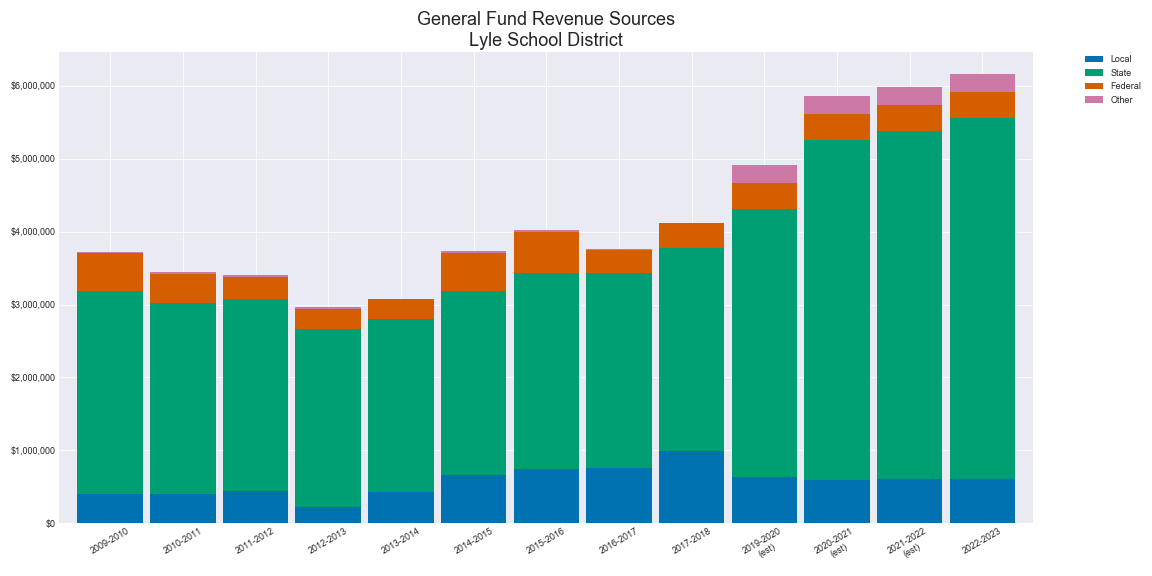 General Fund Revenue Sources
Lyle School District
Local
State
Federal
Other
$6,000,000
$5,000,000
$4,000,000
$3,000,000
$2,000,000
$1,000,000
$0
2009-2010
2010-2011
2011-2012
2012-2013
2013-2014
2014-2015
2015-2016
2016-2017
2017-2018
2019-2020
(est)
2020-2021
(est)
2021-2022
(est)
2022-2023